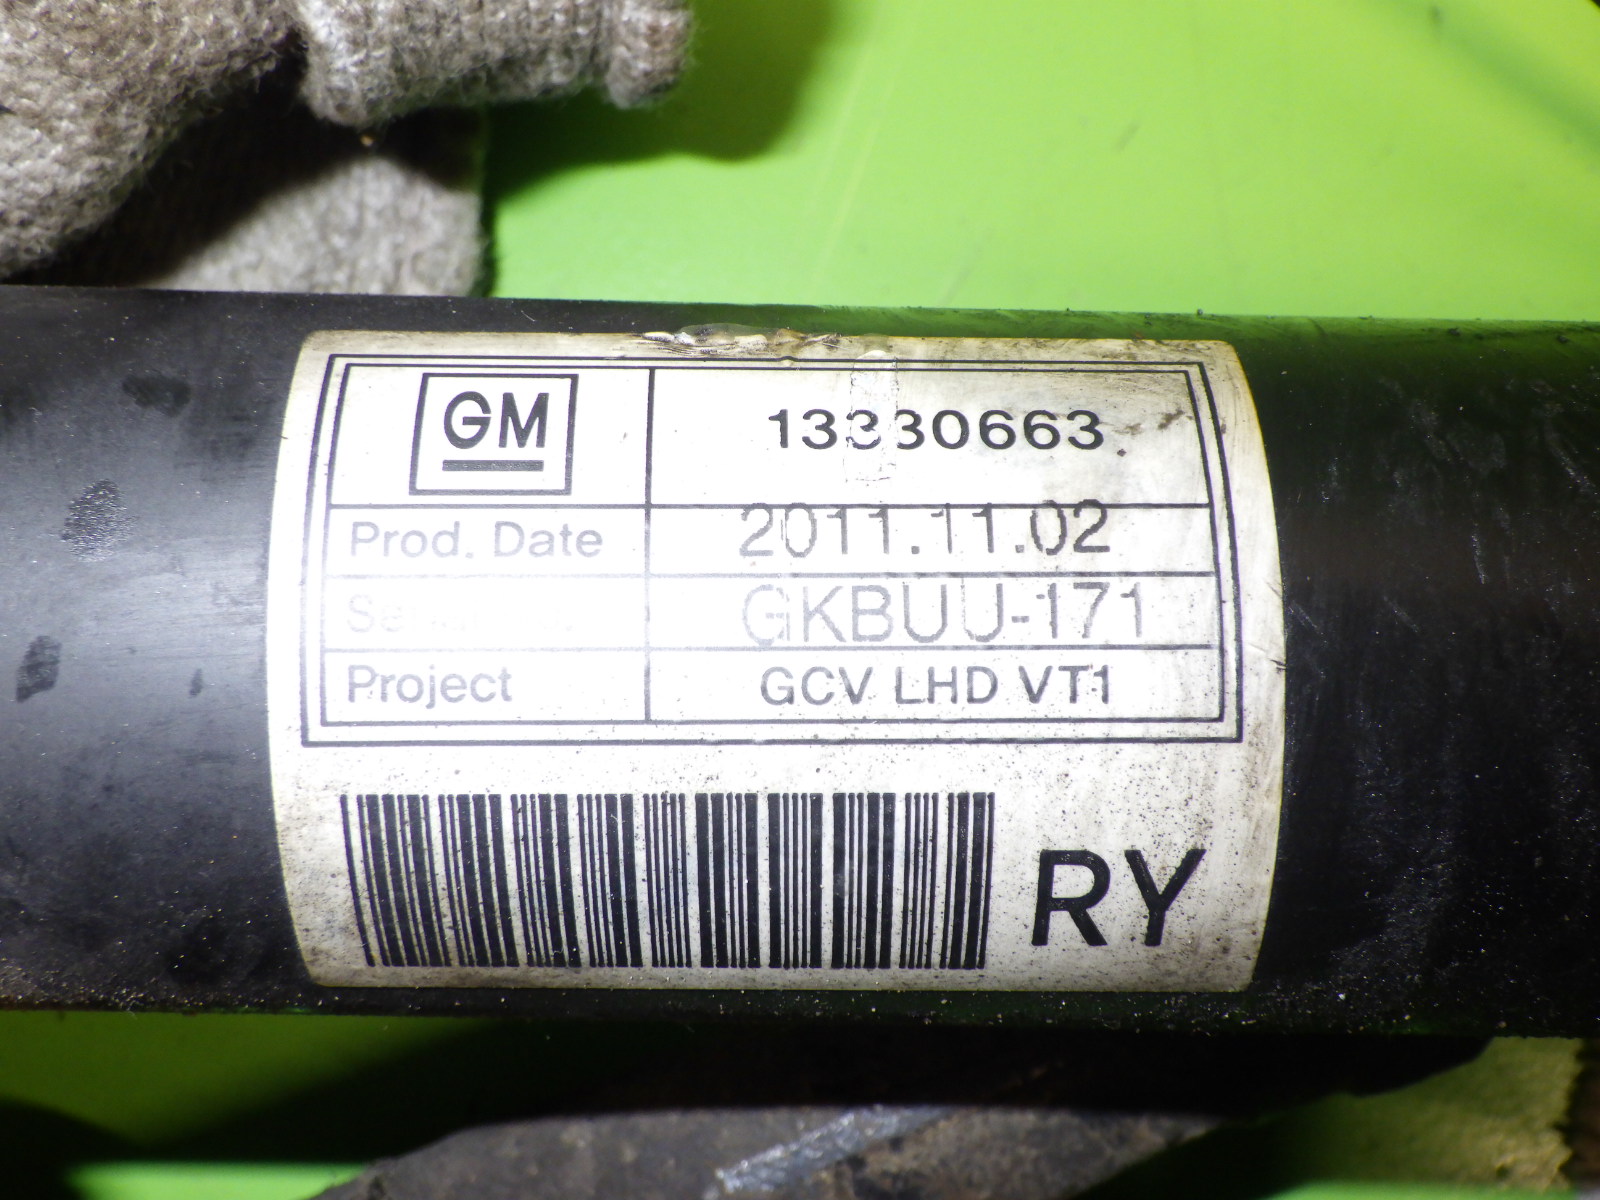 GM 13330663
Prod. Date 2011.11.02
GKBUU-171
Project GCV LHD VT1
RY